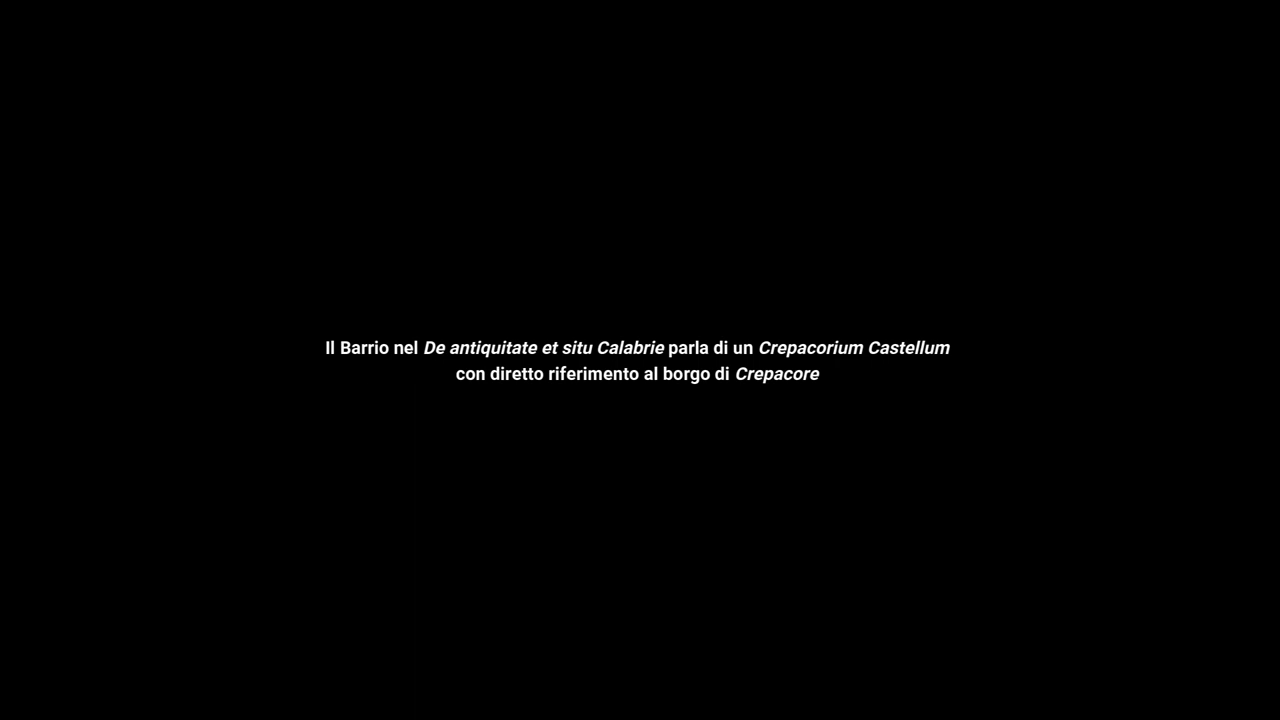 Il Barrio nel De antiquitate et situ Calabrie parla di un Crepacorium Castellum
con diretto riferimento al borgo di Crepacore